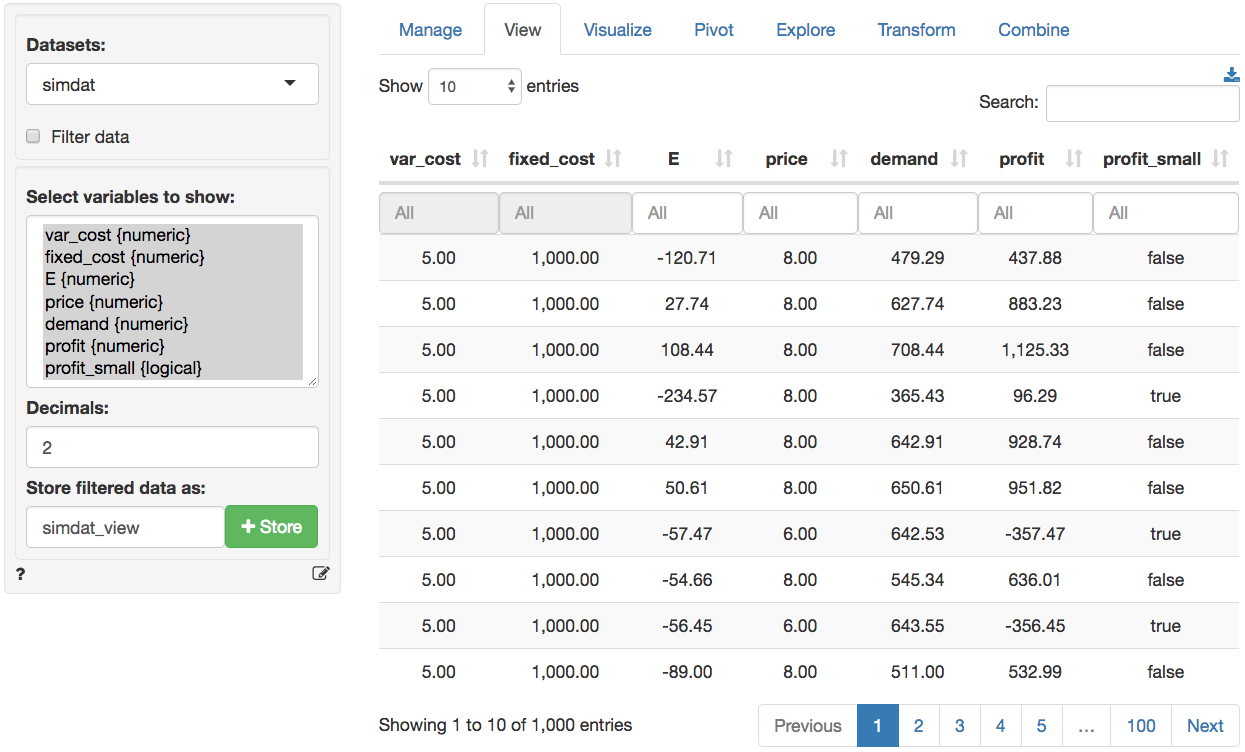 Datasets:
simdat
Filter data
Select variables to show:
var_cost {numeric}
fixed_cost {numeric}
E {numeric}
price {numeric}
demand {numeric}
profit {numeric}
profit_small {logical}
Decimals:
2
Store filtered data as:
simdat_view + Store
?
Manage View Visualize Pivot Explore Transform Combine
Show 10 entries
Search:
var_cost fixed_cost E price demand profit profit_small
All All All All All All All
5.00 1,000.00 -120.71 8.00 479.29 437.88 false
5.00 1,000.00 27.74 8.00 627.74 883.23 false
5.00 1,000.00 108.44 8.00 708.44 1,125.33 false
5.00 1,000.00 -234.57 8.00 365.43 96.29 true
5.00 1,000.00 42.91 8.00 642.91 928.74 false
5.00 1,000.00 50.61 8.00 650.61 951.82 false
5.00 1,000.00 -57.47 6.00 642.53 -357.47 true
5.00 1,000.00 -54.66 8.00 545.34 636.01 false
5.00 1,000.00 -56.45 6.00 643.55 -356.45 true
5.00 1,000.00 -89.00 8.00 511.00 532.99 false
Showing 1 to 10 of 1,000 entries
Previous 1 2 3 4 5 … 100 Next